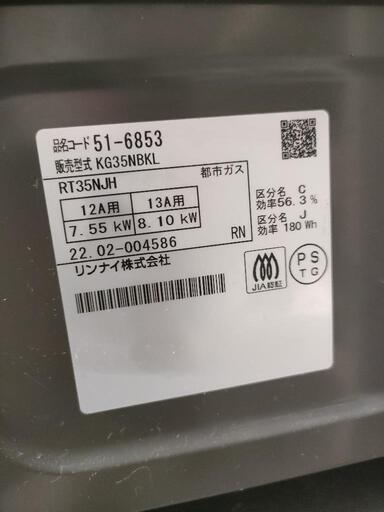 品名コード 51-6853
販売型式 KG35NBKL
RT35NJH 都市ガス
12A用 13A用
7.55 kW 8.10 kW
区分名 C
効率56.3%
区分名 J
効率 180 Wh
22.02-004586 RN
リンナイ株式会社
JIA認証
PS
TG